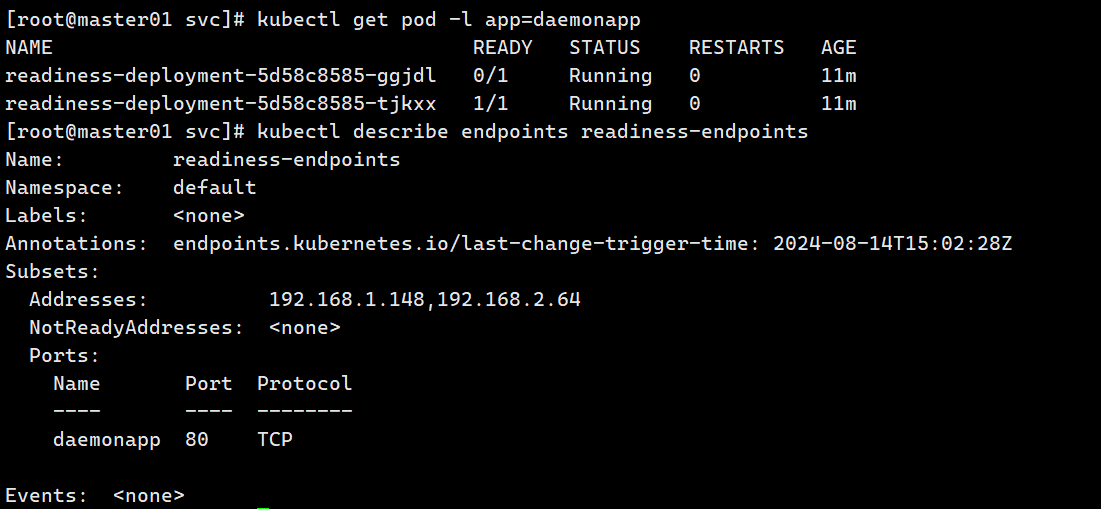 [root@master01 svc]# kubectl get pod -l app=daemonapp
NAME                                   READY   STATUS    RESTARTS   AGE
readiness-deployment-5d58c8585-ggjdl   0/1     Running   0          11m
readiness-deployment-5d58c8585-tjkxx   1/1     Running   0          11m
[root@master01 svc]# kubectl describe endpoints readiness-endpoints
Name:         readiness-endpoints
Namespace:    default
Labels:       <none>
Annotations:  endpoints.kubernetes.io/last-change-trigger-time: 2024-08-14T15:02:28Z
Subsets:
  Addresses:          192.168.1.148,192.168.2.64
  NotReadyAddresses:  <none>
  Ports:
    Name       Port  Protocol
    ----       ----  --------
    daemonapp  80    TCP
Events:  <none>